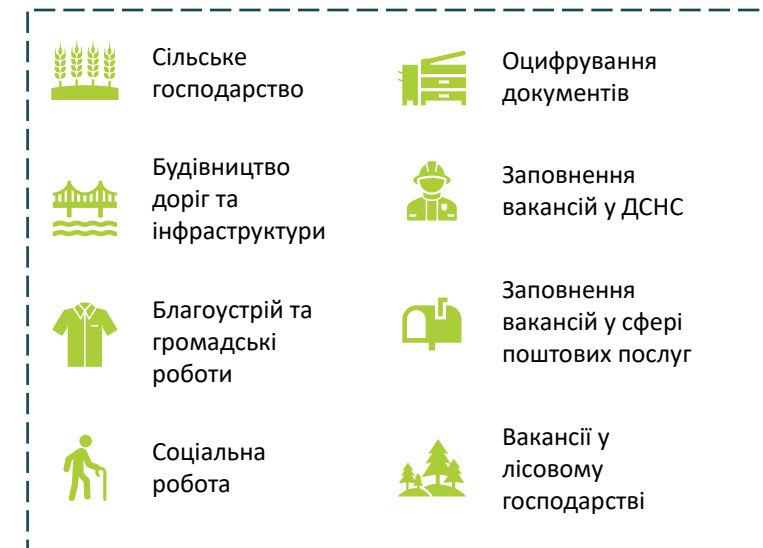 Сільське
господарство
Будівництво
доріг та
інфраструктури
Благоустрій та
громадські
роботи
Соціальна
робота
Оцифрування
документів
Заповнення
вакансій у ДСНС
Заповнення
вакансій у сфері
поштових послуг
Вакансії у
лісовому
господарстві